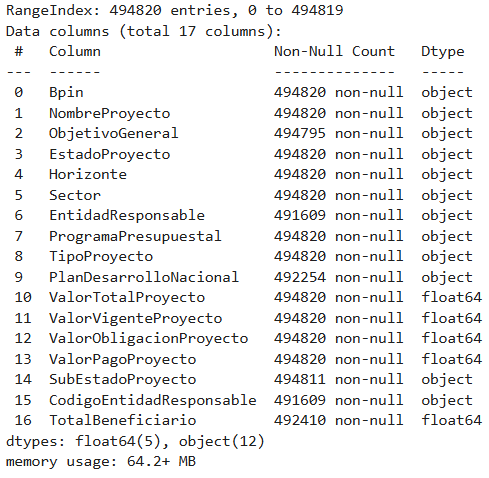 RangeIndex: 494820 entries, 0 to 494819
Data columns (total 17 columns):
 #   Column                     Non-Null Count   Dtype
---  ------                     --------------   -----
 0   Bpin                       494820 non-null  object
 1   NombreProyecto             494820 non-null  object
 2   ObjetivoGeneral            494795 non-null  object
 3   EstadoProyecto             494820 non-null  object
 4   Horizonte                  494820 non-null  object
 5   Sector                     494820 non-null  object
 6   EntidadResponsable         491609 non-null  object
 7   ProgramaPresupuestal       494820 non-null  object
 8   TipoProyecto               494820 non-null  object
 9   PlanDesarrolloNacional     492254 non-null  object
 10  ValorTotalProyecto         494820 non-null  float64
 11  ValorVigenteProyecto       494820 non-null  float64
 12  ValorObligacionProyecto    494820 non-null  float64
 13  ValorPagoProyecto          494820 non-null  float64
 14  SubEstadoProyecto          494811 non-null  object
 15  CodigoEntidadResponsable   491609 non-null  object
 16  TotalBeneficiario          492410 non-null  float64
dtypes: float64(5), object(12)
memory usage: 64.2+ MB